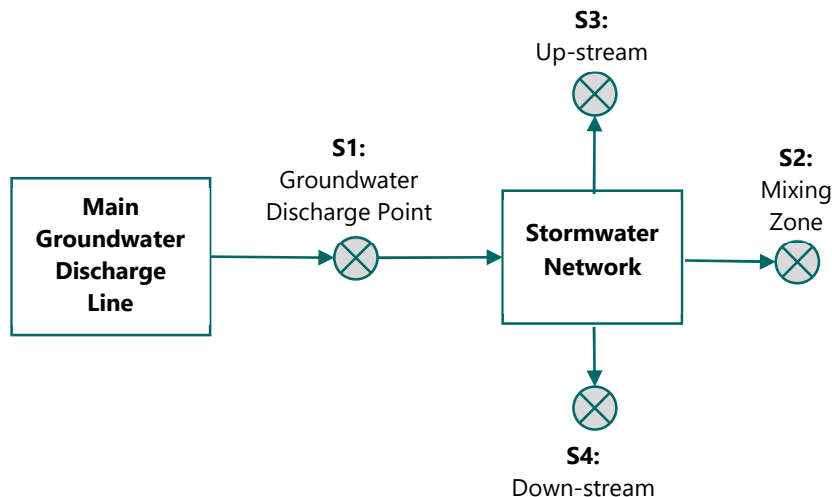 S3:
Up-stream
S1:
Groundwater
Discharge Point
S2:
Mixing
Zone
Main
Groundwater
Discharge
Line
Stormwater
Network
S4:
Down-stream